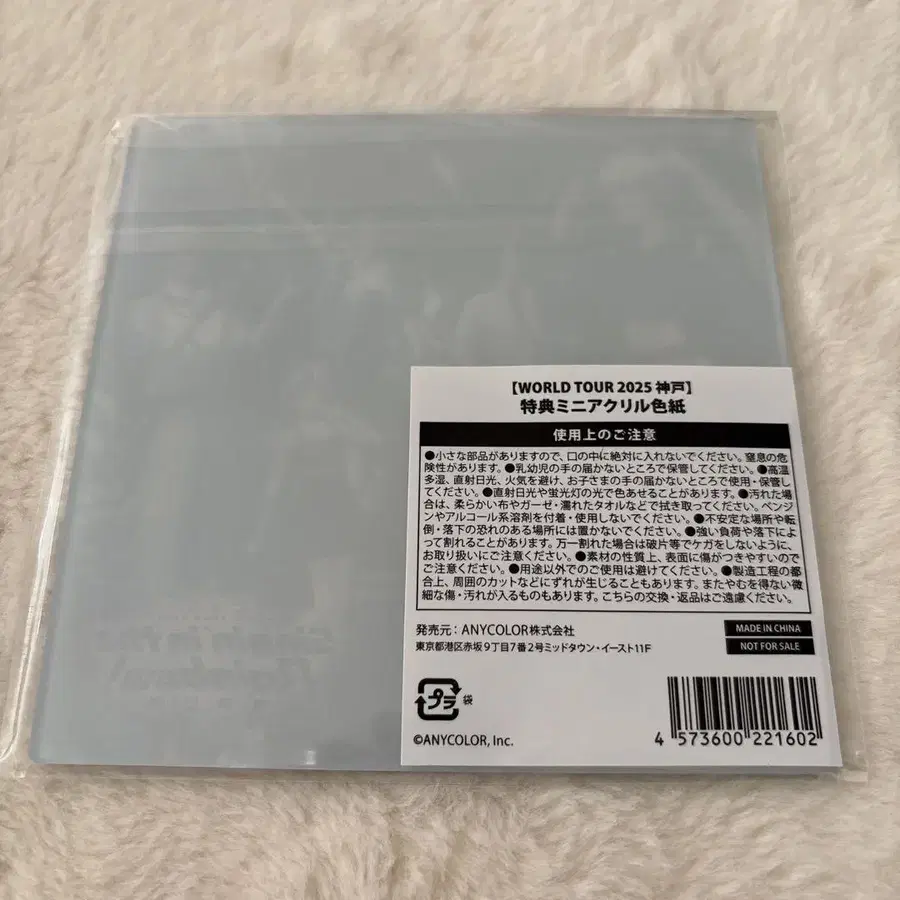 【WORLD TOUR 2025 神戸】
特典ミニアクリル色紙
使用上のご注意
●小さな部品がありますので、口の中に絶対に入れないでください。窒息の危
険性があります。●乳幼児の手の届かないところで保管してください。●高温
多湿、直射日光、火気を避け、お子さまの手の届かないところで使用・保管し
てください。●直射日光や蛍光灯の光で色あせることがあります。●汚れた場
合は、柔らかい布やガーゼ・濡れたタオルなどで拭き取ってください。ベンジ
ンやアルコール系溶剤を付着・使用しないでください。●不安定な場所や転
倒・落下の恐れのある場所には置かないでください。●強い負荷や落下によ
って割れることがあります。万一割れた場合は破片等でケガをしないように、
お取り扱いにご注意ください。●素材の性質上、表面に傷がつきやすいので
ご注意ください。●用途以外でのご使用は避けてください。●製造工程の都
合上、周囲のカットなどにずれが生じることもあります。またやむを得ない微
細な傷・汚れが入るものもあります。こちらの交換・返品はご遠慮ください。
発売元：ANYCOLOR株式会社
東京都港区赤坂9丁目7番2号ミッドタウン・イースト11F
MADE IN CHINA
NOT FOR SALE
プラ 袋
©ANYCOLOR, Inc.
4 573600 221602